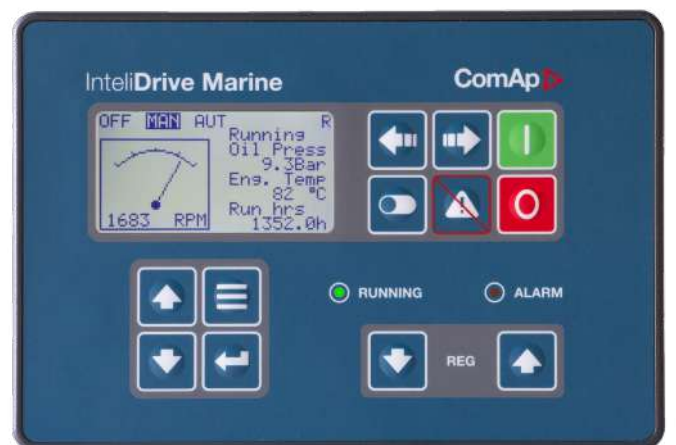 InteliDrive Marine
ComAp
OFF MAN AUT R
Running
Oil Press
9.3Bar
Eng. Temp
82 °C
Run hrs
1352.0h
1683 RPM
RUNNING
ALARM
REG